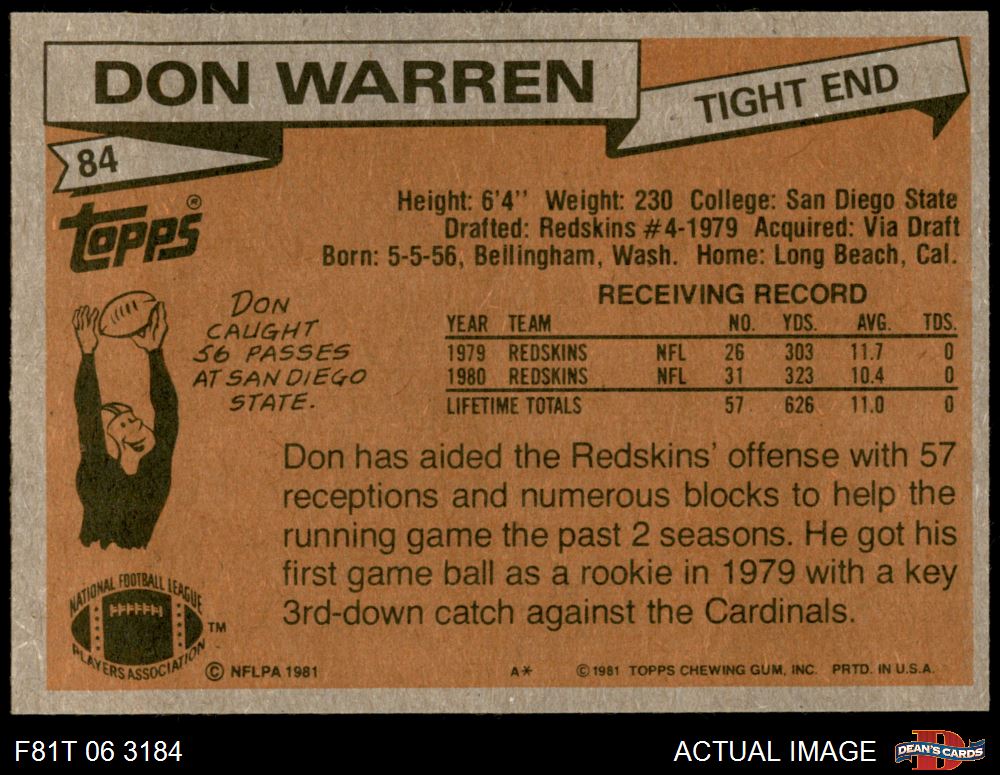 DON WARREN
TIGHT END
84
TOPPS®
Height: 6'4'' Weight: 230 College: San Diego State
Drafted: Redskins #4-1979 Acquired: Via Draft
Born: 5-5-56, Bellingham, Wash. Home: Long Beach, Cal.
DON
CAUGHT
56 PASSES
AT SAN DIEGO
STATE.
RECEIVING RECORD
YEAR TEAM NO. YDS. AVG. TDS.
1979 REDSKINS NFL 26 303 11.7 0
1980 REDSKINS NFL 31 323 10.4 0
LIFETIME TOTALS 57 626 11.0 0
Don has aided the Redskins' offense with 57
receptions and numerous blocks to help the
running game the past 2 seasons. He got his
first game ball as a rookie in 1979 with a key
3rd-down catch against the Cardinals.
NATIONAL FOOTBALL LEAGUE
PLAYERS ASSOCIATION ™
© NFLPA 1981
A*
© 1981 TOPPS CHEWING GUM, INC. PRTD. IN U.S.A.
F81T 06 3184
ACTUAL IMAGE
D
DEAN'S CARDS